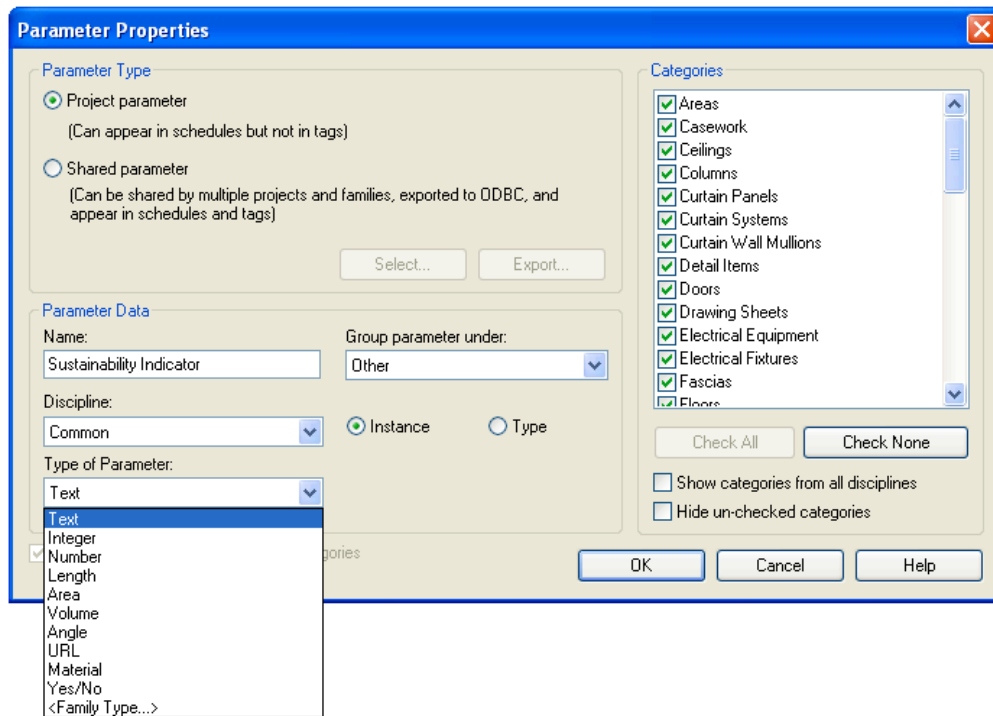 Parameter Properties
Parameter Type
Project parameter
(Can appear in schedules but not in tags)
Shared parameter
(Can be shared by multiple projects and families, exported to ODBC, and
appear in schedules and tags)
Select...
Export...
Parameter Data
Name:
Sustainability Indicator
Group parameter under:
Other
Discipline:
Common
Instance
Type
Type of Parameter:
Text
Text
Integer
Number
Length
Area
Volume
Angle
URL
Material
Yes/No
<Family Type...>
Categories
Areas
Casework
Ceilings
Columns
Curtain Panels
Curtain Systems
Curtain Wall Mullions
Detail Items
Doors
Drawing Sheets
Electrical Equipment
Electrical Fixtures
Fascias
Floors
Check All
Check None
Show categories from all disciplines
Hide un-checked categories
OK
Cancel
Help